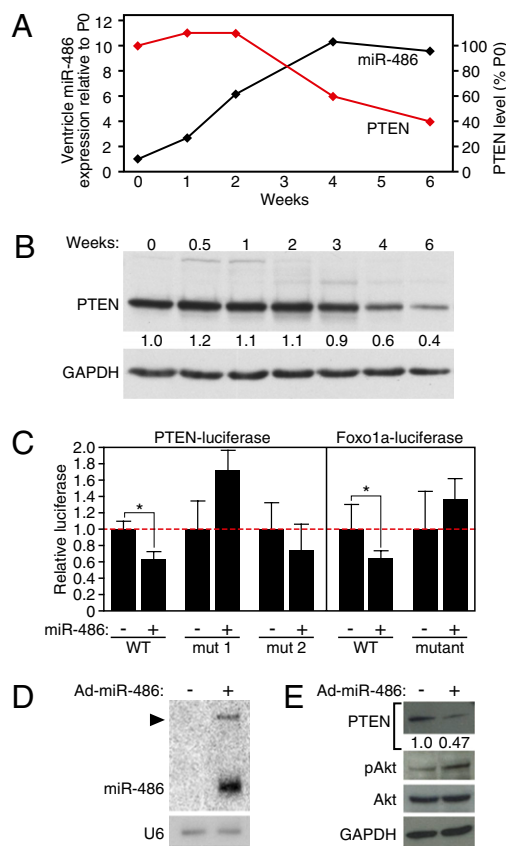 A
Ventricle miR-486
expression relative to P0
12
10
8
6
4
2
0
miR-486
PTEN
100
80
60
40
20
0
PTEN level (% P0)
0 1 2 3 4 5 6
Weeks
B
Weeks: 0 0.5 1 2 3 4 6
PTEN
1.0 1.2 1.1 1.1 0.9 0.6 0.4
GAPDH
C
PTEN-luciferase Foxo1a-luciferase
Relative luciferase
2.0
1.8
1.6
1.4
1.2
1.0
0.8
0.6
0.4
0.2
0
* *
miR-486: - + - + - + - + - +
WT mut 1 mut 2 WT mutant
D
Ad-miR-486: - +
miR-486
U6
E
Ad-miR-486: - +
PTEN
1.0 0.47
pAkt
Akt
GAPDH